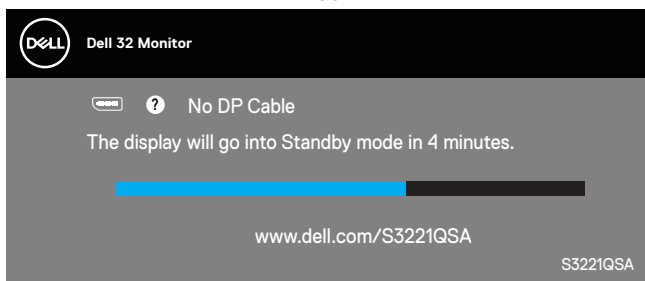 DELL
Dell 32 Monitor
? No DP Cable
The display will go into Standby mode in 4 minutes.
www.dell.com/S3221QSA
S3221QSA